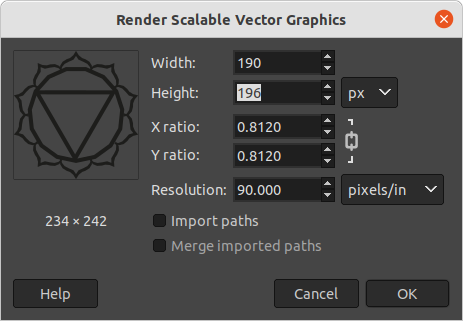 Render Scalable Vector Graphics
Width: 190
Height: 196 px
X ratio: 0.8120
Y ratio: 0.8120
Resolution: 90.000 pixels/in
234 × 242
Import paths
Merge imported paths
Help Cancel OK